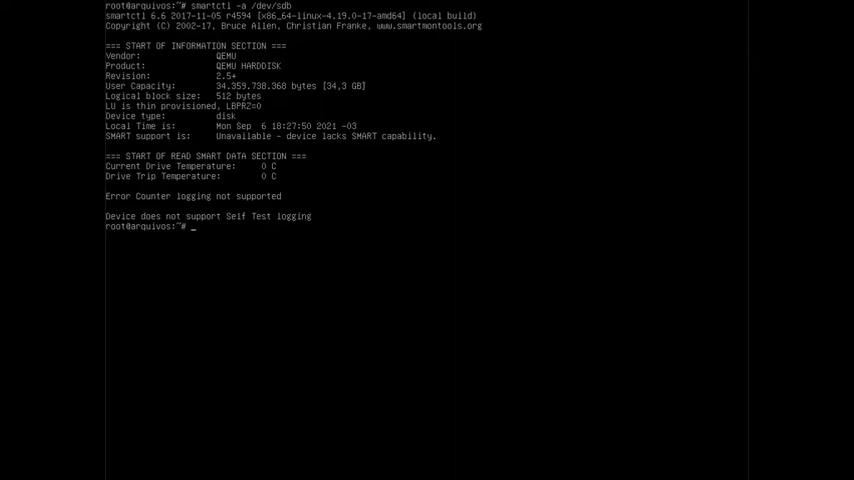 root@arquivos:~# smartctl -a /dev/sdb
smartctl 6.6 2017-11-05 r4594 [x86_64-linux-4.19.0-17-amd64] (local build)
Copyright (C) 2002-17, Bruce Allen, Christian Franke, www.smartmontools.org
=== START OF INFORMATION SECTION ===
Vendor: QEMU
Product: QEMU HARDDISK
Revision: 2.5+
User Capacity: 34.359.738.368 bytes [34,3 GB]
Logical block size: 512 bytes
LU is thin provisioned, LBPRZ=0
Device type: disk
Local Time is: Mon Sep 6 18:27:50 2021 -03
SMART support is: Unavailable - device lacks SMART capability.
=== START OF READ SMART DATA SECTION ===
Current Drive Temperature: 0 C
Drive Trip Temperature: 0 C
Error Counter logging not supported
Device does not support Self Test logging
root@arquivos:~# _